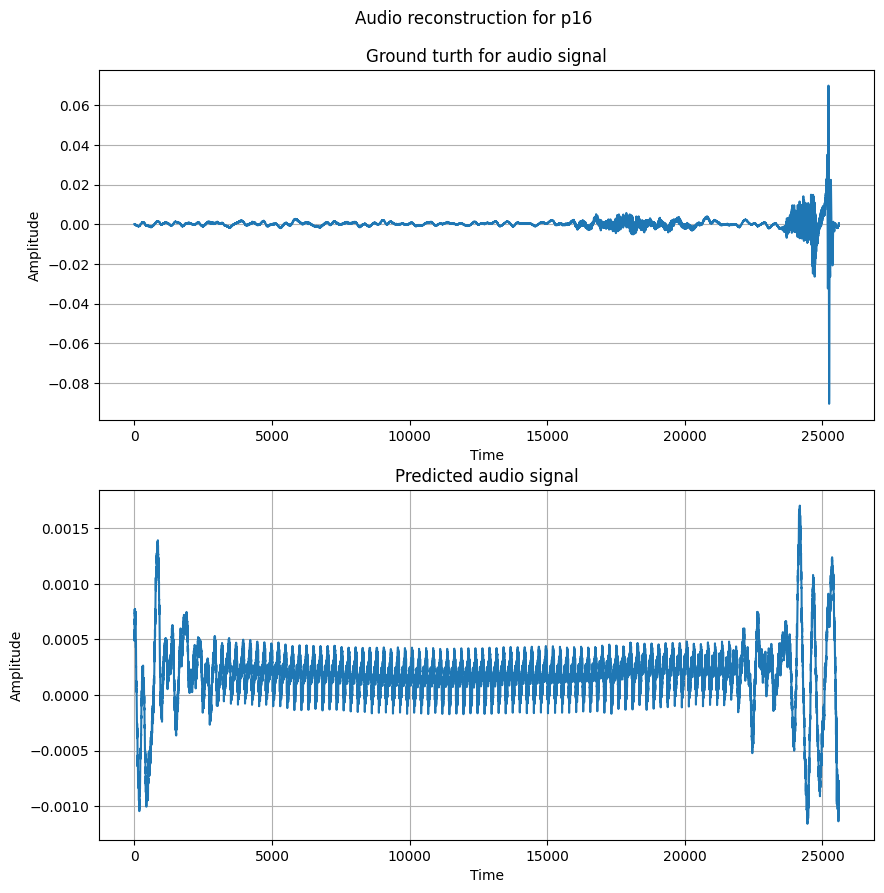 Audio reconstruction for p16
Ground turth for audio signal
0.06
0.04
0.02
0.00
−0.02
−0.04
−0.06
−0.08
Amplitude
0 5000 10000 15000 20000 25000
Time
Predicted audio signal
0.0015
0.0010
0.0005
0.0000
−0.0005
−0.0010
Amplitude
0 5000 10000 15000 20000 25000
Time